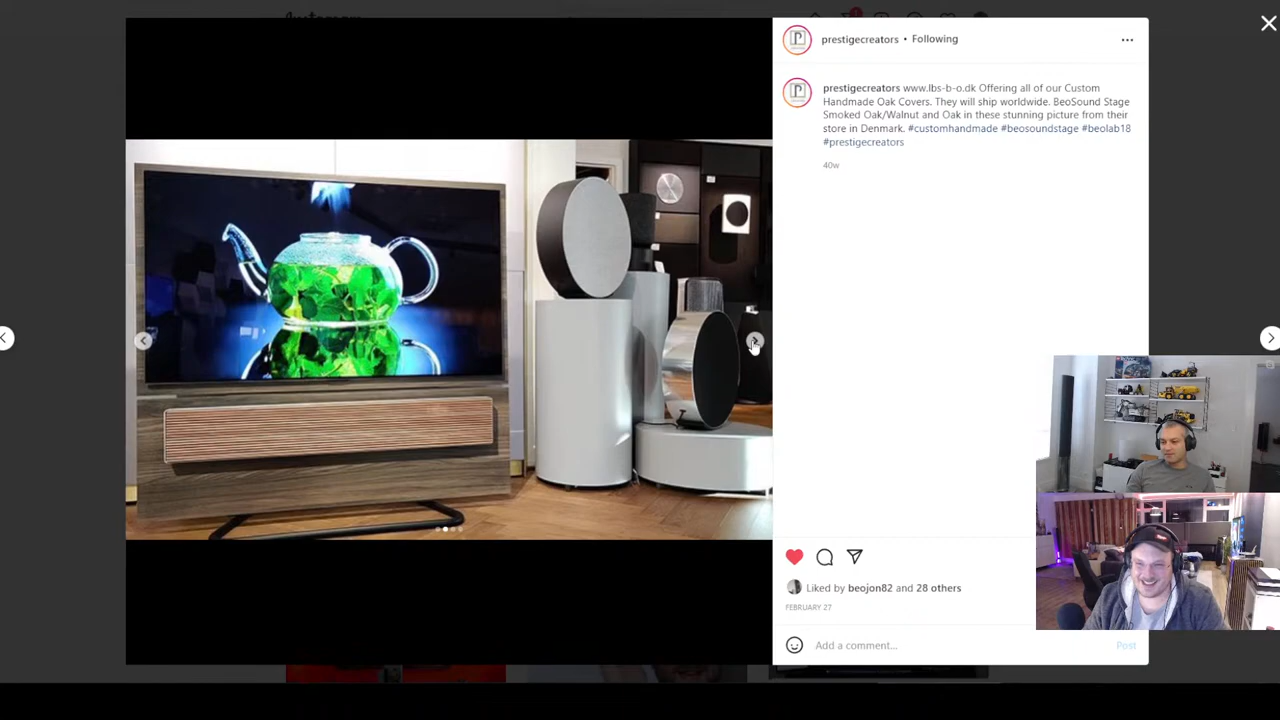 prestigecreators • Following
prestigecreators www.lbs-b-o.dk Offering all of our Custom
Handmade Oak Covers. They will ship worldwide. BeoSound Stage
Smoked Oak/Walnut and Oak in these stunning picture from their
store in Denmark. #customhandmade #beosoundstage #beolab18
#prestigecreators
40w
Liked by beojon82 and 28 others
FEBRUARY 27
Add a comment...
Post